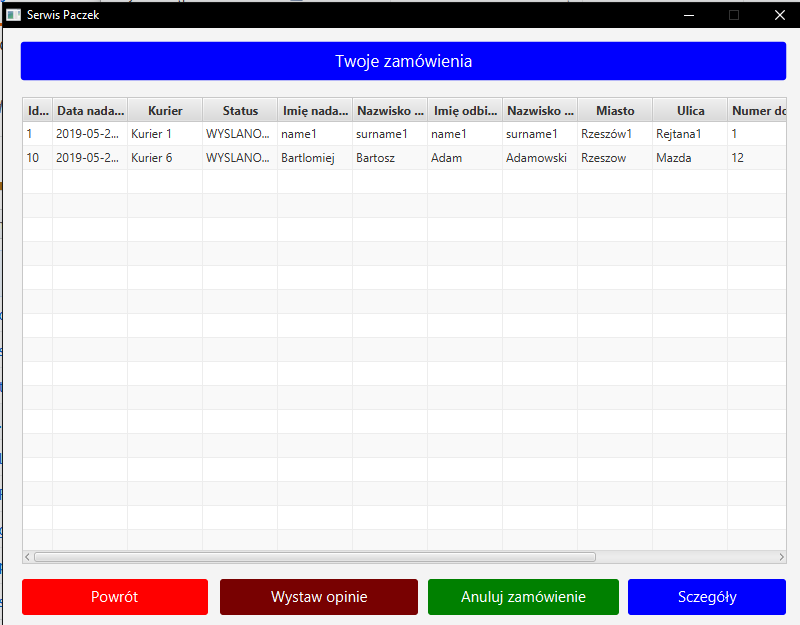 Serwis Paczek
Twoje zamówienia
Id... Data nada... Kurier Status Imię nada... Nazwisko ... Imię odbi... Nazwisko ... Miasto Ulica Numer do
1 2019-05-2... Kurier 1 WYSLANO... name1 surname1 name1 surname1 Rzeszów1 Rejtana1 1
10 2019-05-2... Kurier 6 WYSLANO... Bartlomiej Bartosz Adam Adamowski Rzeszow Mazda 12
Powrót Wystaw opinie Anuluj zamówienie Sczegóły